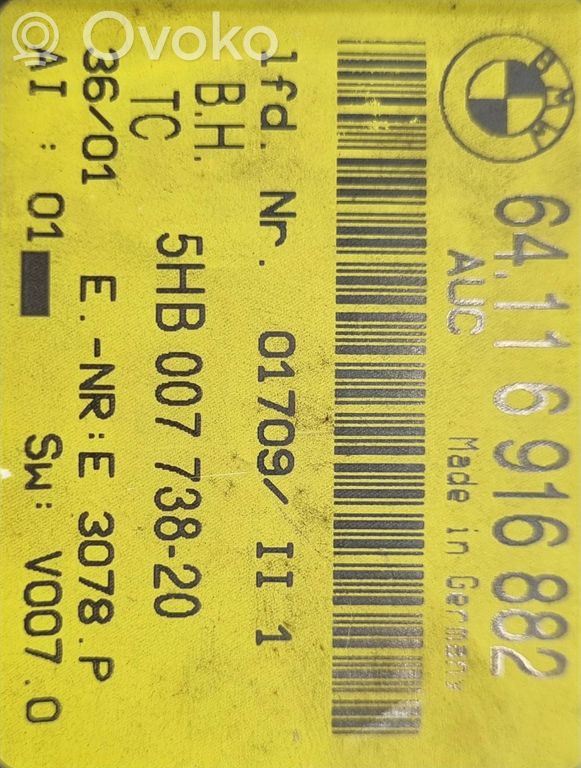 Ovoko
BMW
64.11 6 916 882
AUC Made in Germany
lfd. Nr. 01709/ II 1
B.H.
TC 5HB 007 738-20
36/01 E.-NR:E 3078.P
AI : 01 Sw: V007.0